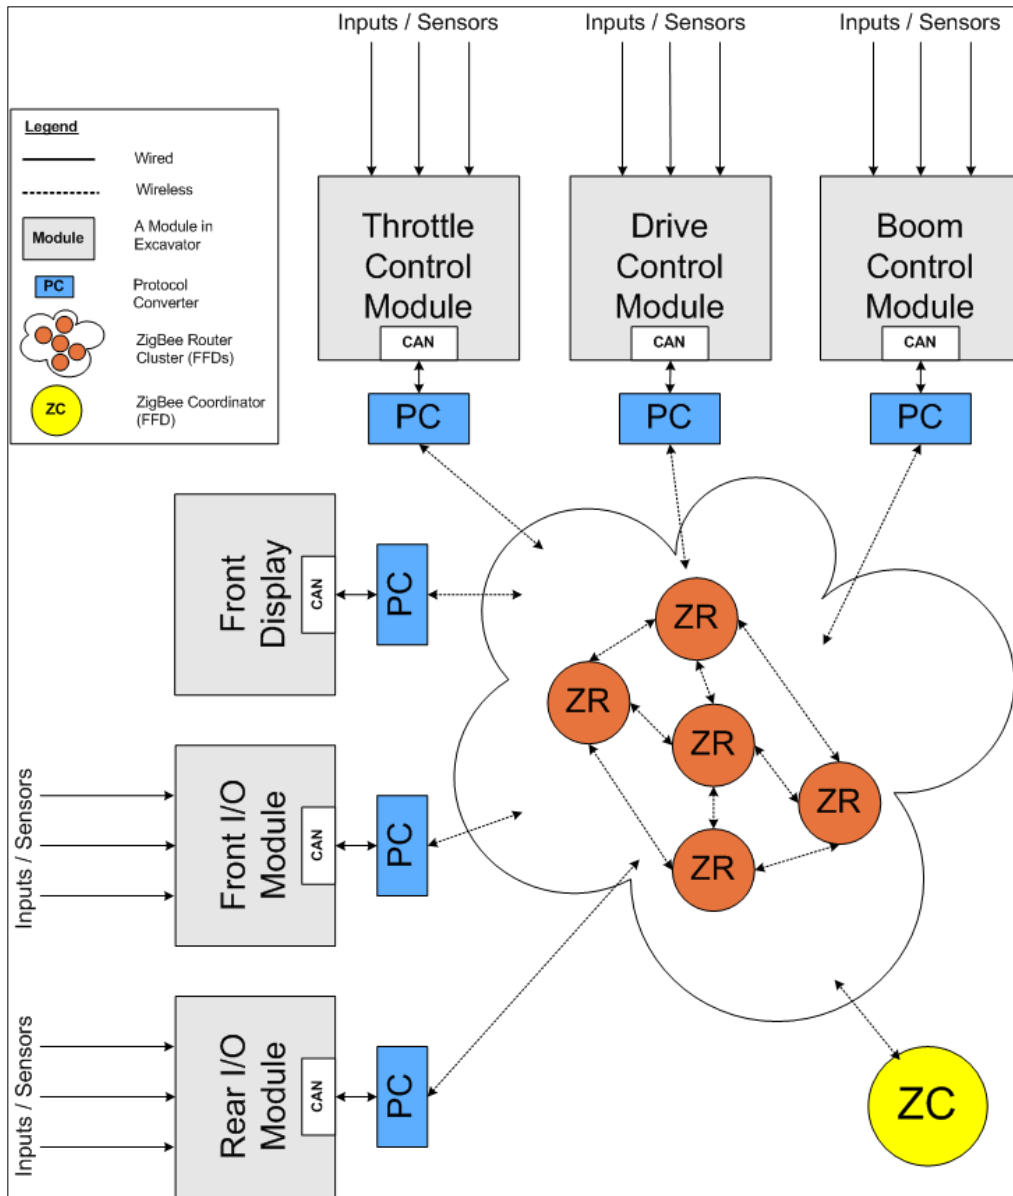 Inputs / Sensors
Inputs / Sensors
Inputs / Sensors
Legend
Wired
Wireless
Module
A Module in
Excavator
PC
Protocol
Converter
ZigBee Router
Cluster (FFDs)
ZC
ZigBee Coordinator
(FFD)
Throttle
Control
Module
CAN
PC
Drive
Control
Module
CAN
PC
Boom
Control
Module
CAN
PC
Front
Display
CAN
PC
Inputs / Sensors
Front I/O
Module
CAN
PC
Inputs / Sensors
Rear I/O
Module
CAN
PC
ZR
ZR
ZR
ZR
ZR
ZC